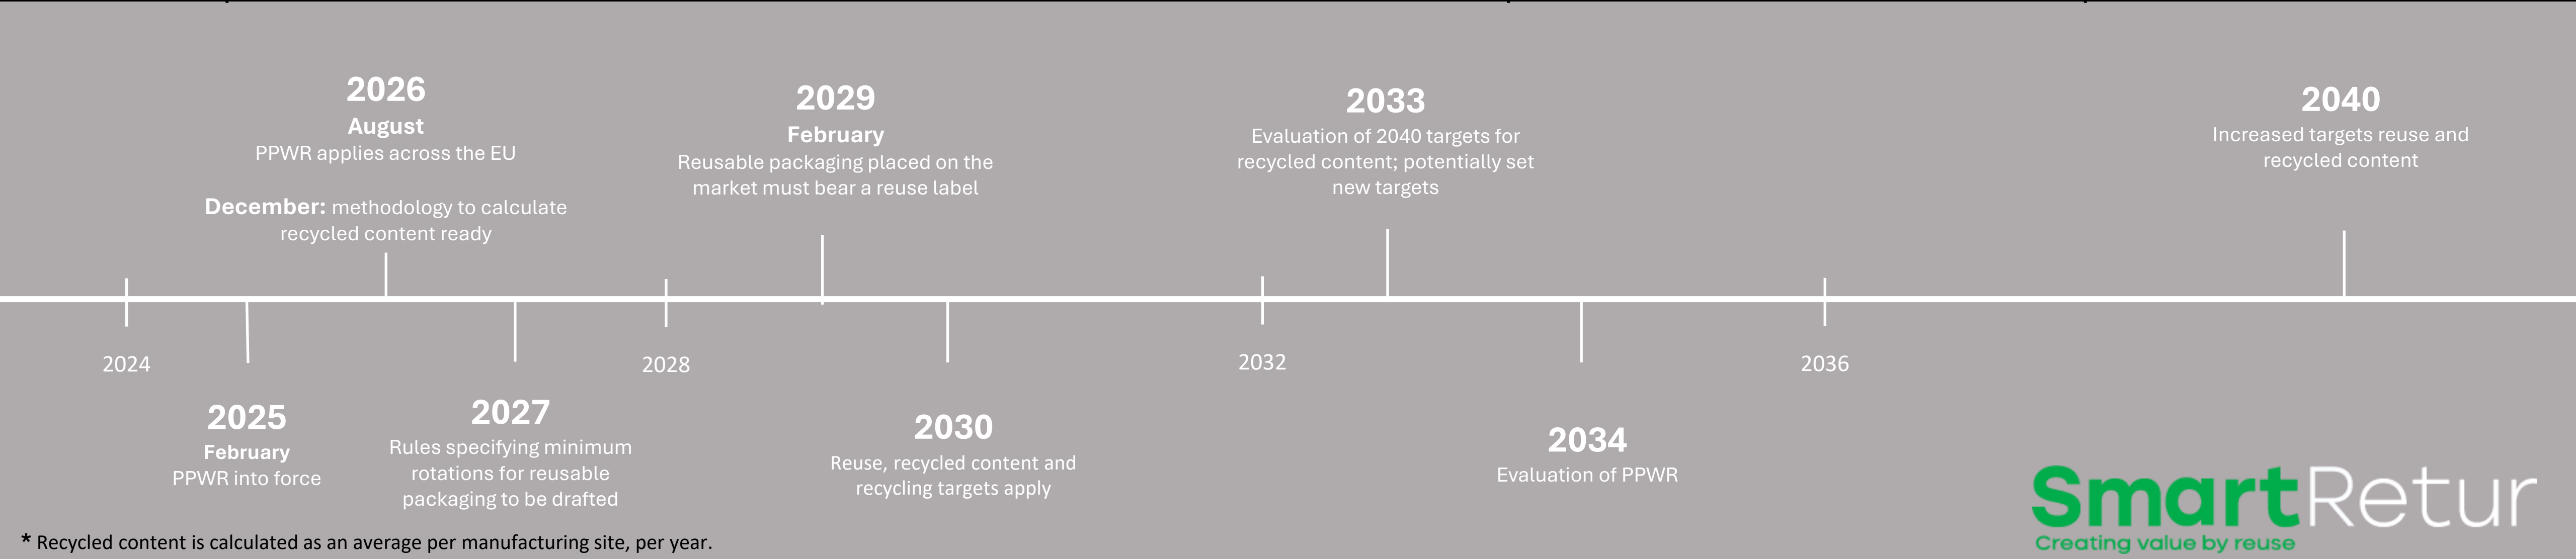 2026
August
PPWR applies across the EU
December: methodology to calculate
recycled content ready
2029
February
Reusable packaging placed on the
market must bear a reuse label
2033
Evaluation of 2040 targets for
recycled content; potentially set
new targets
2040
Increased targets reuse and
recycled content
2024
2028
2032
2036
2025
February
PPWR into force
2027
Rules specifying minimum
rotations for reusable
packaging to be drafted
2030
Reuse, recycled content and
recycling targets apply
2034
Evaluation of PPWR
SmartRetur
Creating value by reuse
* Recycled content is calculated as an average per manufacturing site, per year.